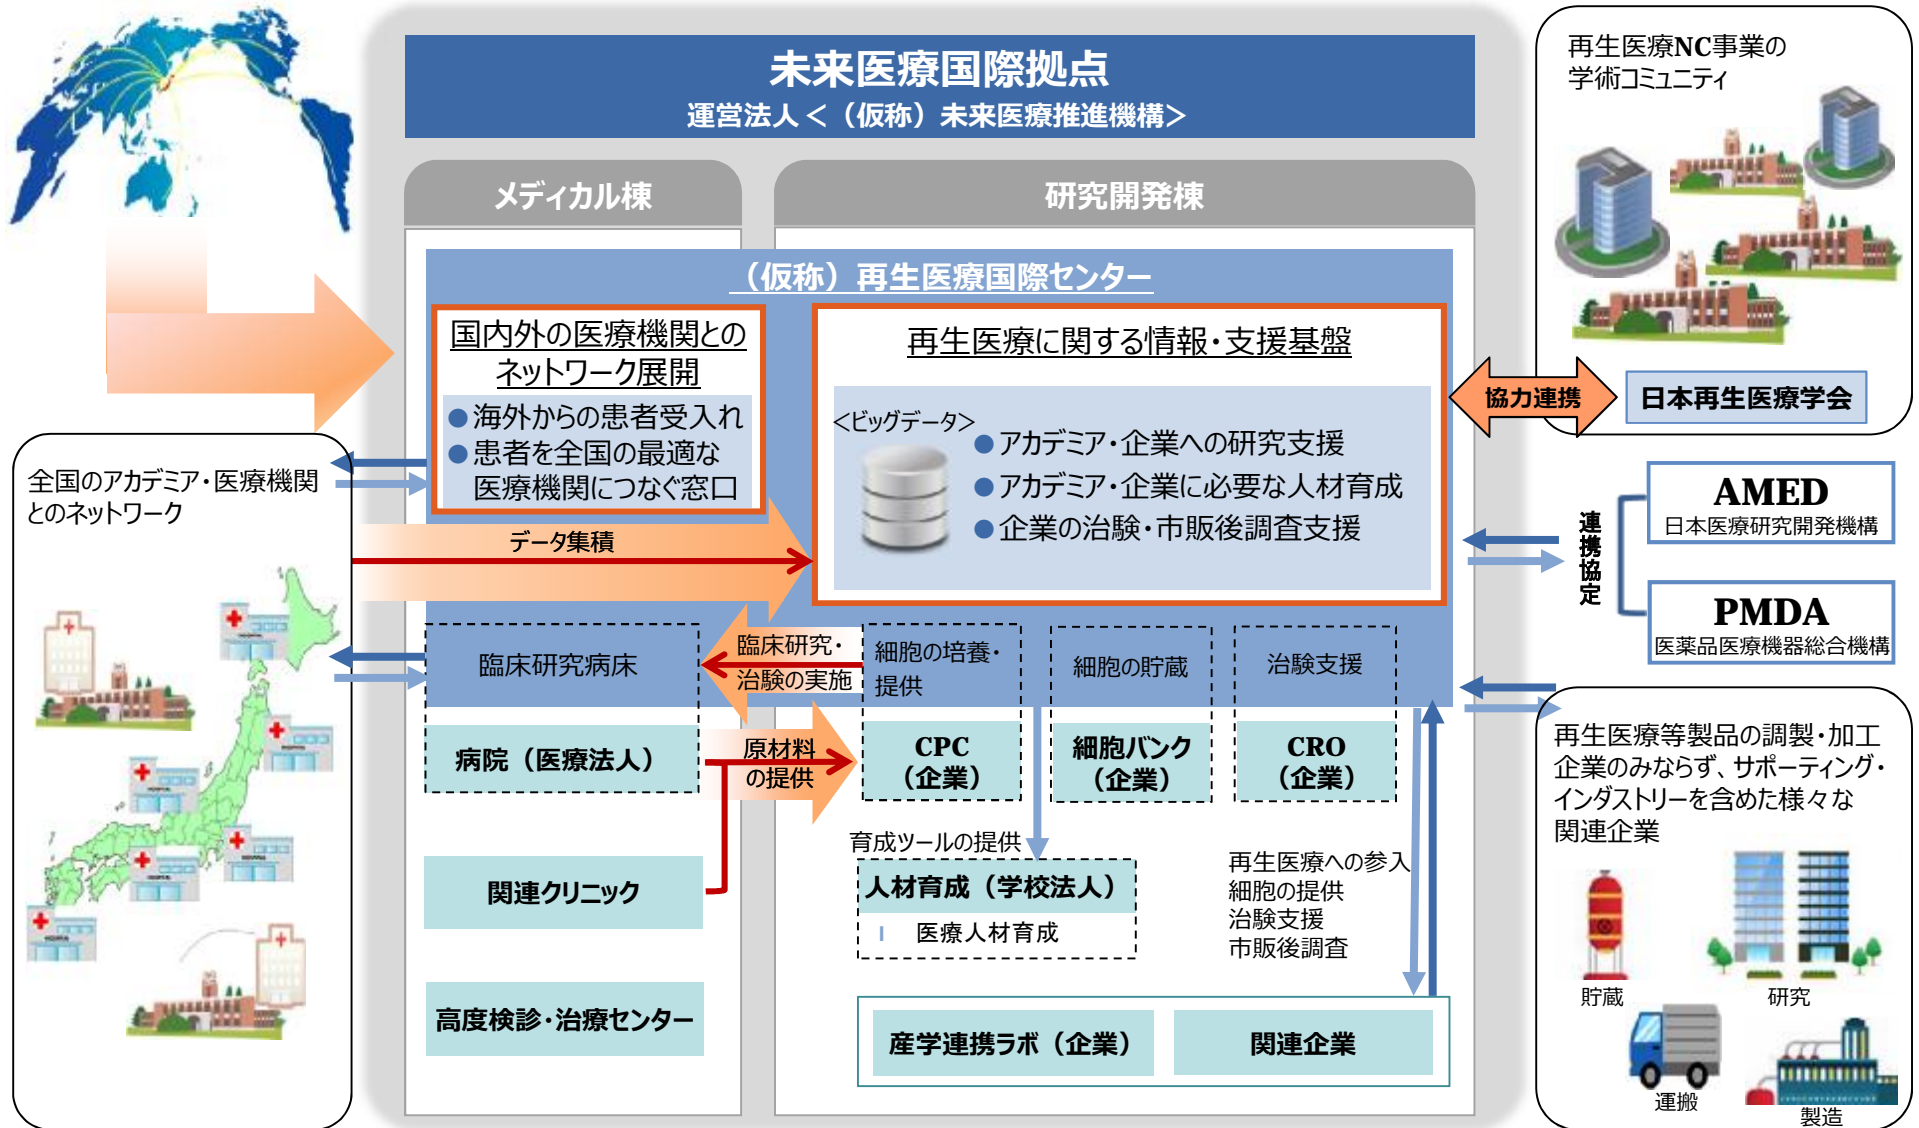 未来医療国際拠点
運営法人＜（仮称）未来医療推進機構＞
メディカル棟
研究開発棟
（仮称）再生医療国際センター
国内外の医療機関との
ネットワーク展開
●海外からの患者受入れ
●患者を全国の最適な
医療機関につなぐ窓口
再生医療に関する情報・支援基盤
＜ビッグデータ＞
●アカデミア・企業への研究支援
●アカデミア・企業に必要な人材育成
●企業の治験・市販後調査支援
データ集積
臨床研究病床
臨床研究・
治験の実施
細胞の培養・
提供
細胞の貯蔵
治験支援
病院（医療法人）
原材料
の提供
CPC
（企業）
細胞バンク
（企業）
CRO
（企業）
関連クリニック
高度検診・治療センター
育成ツールの提供
人材育成（学校法人）
医療人材育成
再生医療への参入
細胞の提供
治験支援
市販後調査
産学連携ラボ（企業）
関連企業
全国のアカデミア・医療機関
とのネットワーク
HOSPITAL
HOSPITAL
HOSPITAL
HOSPITAL
HOSPITAL
HOSPITAL
再生医療NC事業の
学術コミュニティ
協力連携
日本再生医療学会
連携協定
AMED
日本医療研究開発機構
PMDA
医薬品医療機器総合機構
再生医療等製品の調製・加工
企業のみならず、サポーティング・
インダストリーを含めた様々な
関連企業
貯蔵
研究
運搬
製造